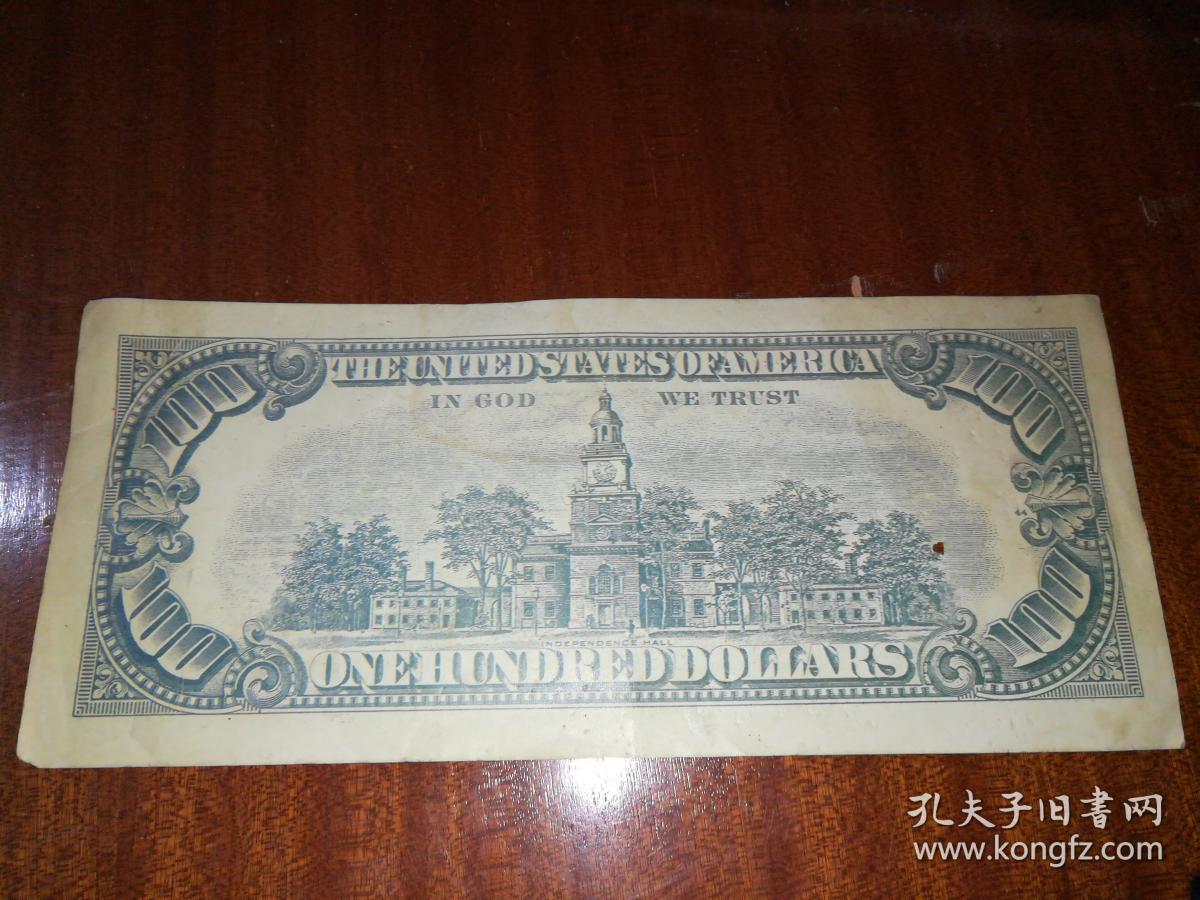 THE UNITED STATES OF AMERICA
IN GOD WE TRUST
100
100
100
100
INDEPENDENCE HALL
ONE HUNDRED DOLLARS
孔夫子旧書网
www.kongfz.com